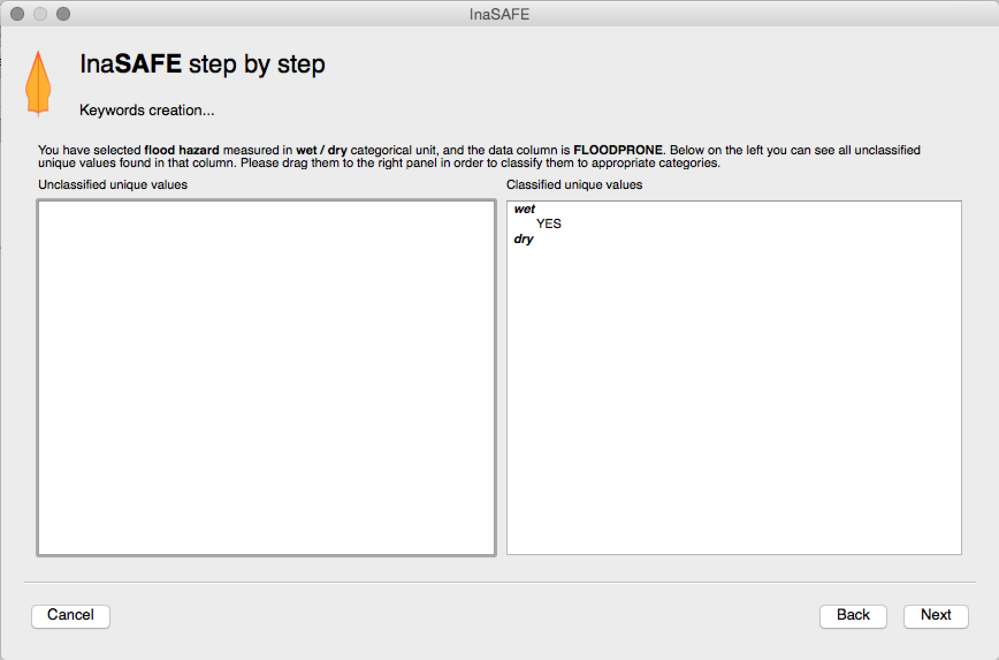 InaSAFE
InaSAFE step by step
Keywords creation...
You have selected flood hazard measured in wet / dry categorical unit, and the data column is FLOODPRONE. Below on the left you can see all unclassified
unique values found in that column. Please drag them to the right panel in order to classify them to appropriate categories.
Unclassified unique values
Classified unique values
wet
YES
dry
Cancel
Back
Next